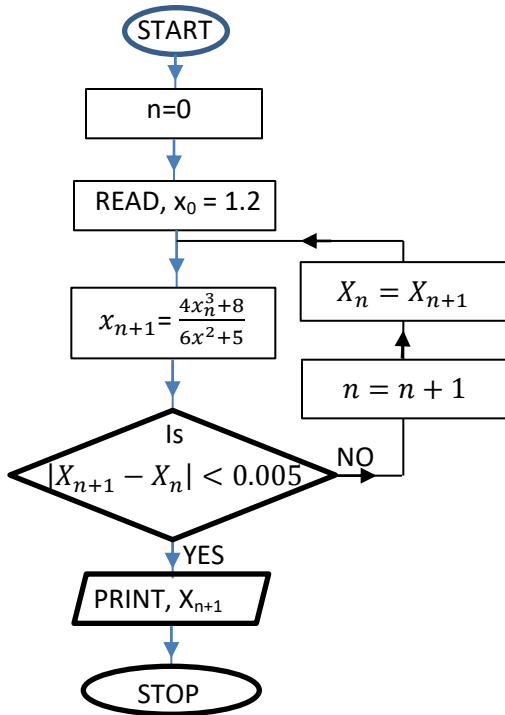 START
n=0
READ, x₀ = 1.2
xₙ₊₁= \frac{4xₙ³+8}{6x²+5}
Xₙ = Xₙ₊₁
n = n + 1
Is
|Xₙ₊₁ − Xₙ| < 0.005
NO
YES
PRINT, Xₙ₊₁
STOP